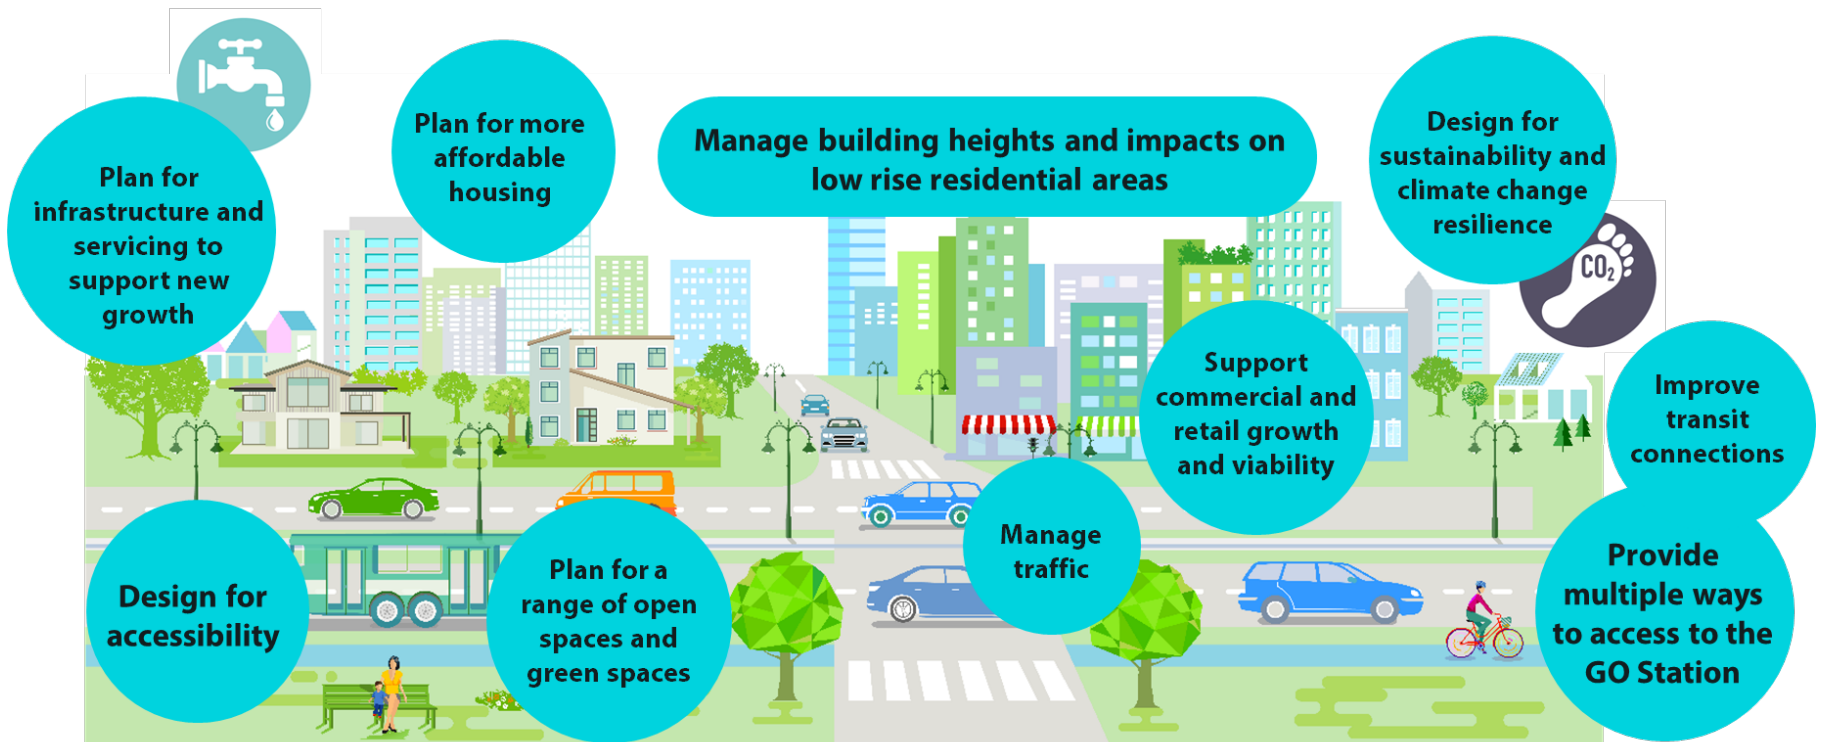 Plan for
infrastructure and
servicing to
support new
growth
Plan for more
affordable
housing
Manage building heights and impacts on
low rise residential areas
Design for
sustainability and
climate change
resilience
CO₂
Support
commercial and
retail growth
and viability
Improve
transit
connections
Manage
traffic
Design for
accessibility
Plan for a
range of open
spaces and
green spaces
Provide
multiple ways
to access to the
GO Station